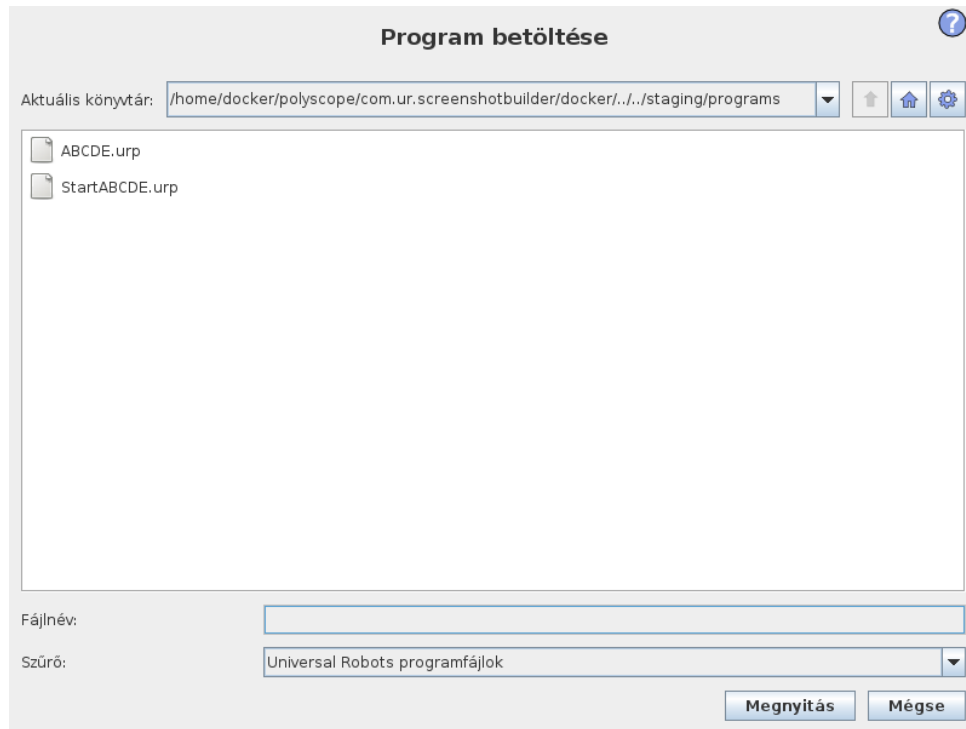 Program betöltése
?
Aktuális könyvtár: /home/docker/polyscope/com.ur.screenshotbuilder/docker/../../staging/programs
ABCDE.urp
StartABCDE.urp
Fájlnév:
Szűrő: Universal Robots programfájlok
Megnyitás Mégse